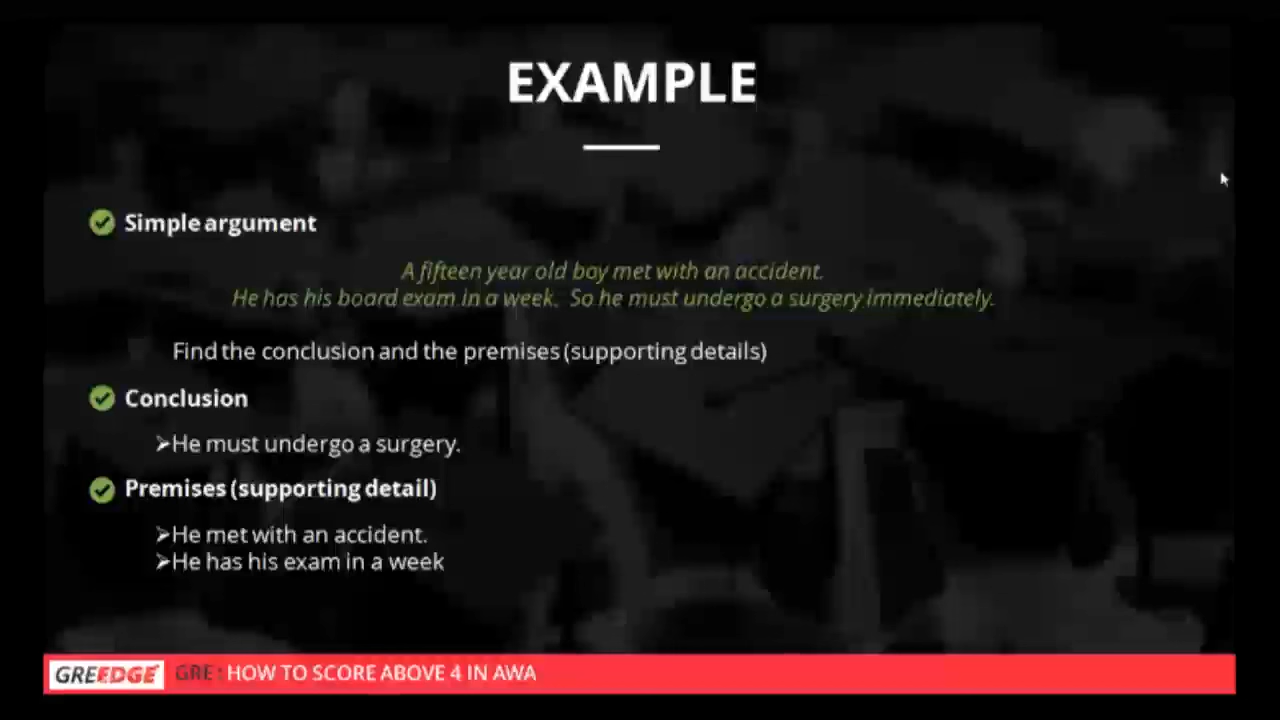 EXAMPLE
Simple argument
A fifteen year old boy met with an accident.
He has his board exam in a week. So he must undergo a surgery immediately.
Find the conclusion and the premises (supporting details)
Conclusion
➢He must undergo a surgery.
Premises (supporting detail)
➢He met with an accident.
➢He has his exam in a week
GREEDGE GRE : HOW TO SCORE ABOVE 4 IN AWA